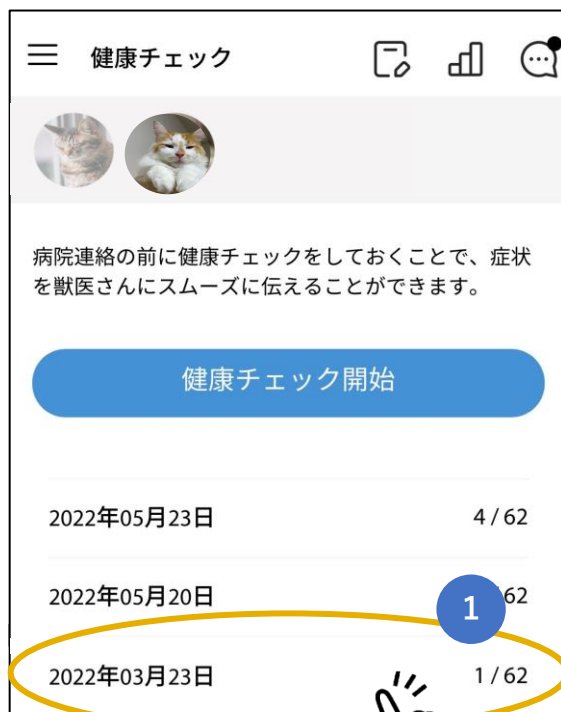 健康チェック
病院連絡の前に健康チェックをしておくことで、症状
を獣医さんにスムーズに伝えることができます。
健康チェック開始
2022年05月23日 4 / 62
2022年05月20日 62
1
2022年03月23日 1 / 62